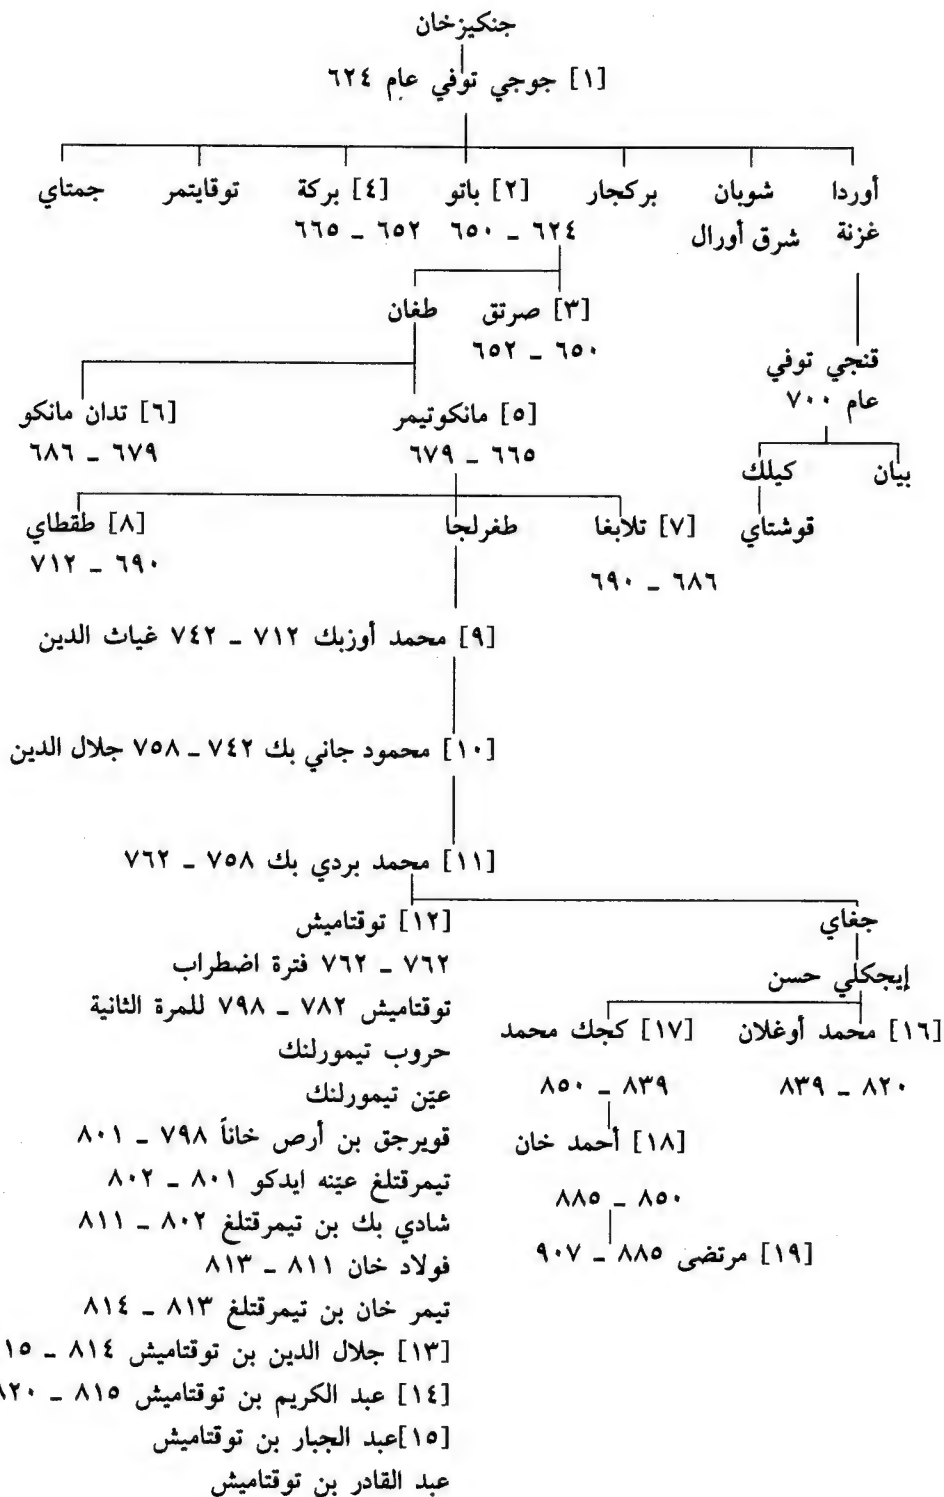 جنكيزخان
[١] جوجي توفي عام ٦٢٤
أوردا شوبان بركجار [٢] باتو [٤] بركة توقايتمر جمتاي
غزنة شرق أورال ٦٢٤ - ٦٥٠ ٦٥٢ - ٦٦٥
[٣] صرتق طغان
٦٥٠ - ٦٥٢
قنجي توفي
عام ٧٠٠
[٥] مانكوتيمر [٦] تدان مانكو
٦٦٥ - ٦٧٩ ٦٧٩ - ٦٨٦
بيان كيلك
قوشتاي [٧] تلابغا طغرلجا [٨] طقطاي
٦٨٦ - ٦٩٠ ٦٩٠ - ٧١٢
[٩] محمد أوزبك ٧١٢ - ٧٤٢ غياث الدين
[١٠] محمود جاني بك ٧٤٢ - ٧٥٨ جلال الدين
[١١] محمد بردي بك ٧٥٨ - ٧٦٢
جغاي
إيجكلي حسن
[١٦] محمد أوغلان [١٧] كجك محمد
٨٢٠ - ٨٣٩ ٨٣٩ - ٨٥٠
[١٨] أحمد خان
٨٥٠ - ٨٨٥
[١٩] مرتضى ٨٨٥ - ٩٠٧
[١٢] توقتاميش
٧٦٢ - ٧٦٢ فترة اضطراب
توقتاميش ٧٨٢ - ٧٩٨ للمرة الثانية
حروب تيمورلنك
عيّن تيمورلنك
قويرجق بن أرص خاناً ٧٩٨ - ٨٠١
تيمرقتلغ عيّنه ايدكو ٨٠١ - ٨٠٢
شادي بك بن تيمرقتلغ ٨٠٢ - ٨١١
فولاد خان ٨١١ - ٨١٣
تيمر خان بن تيمرقتلغ ٨١٣ - ٨١٤
[١٣] جلال الدين بن توقتاميش ٨١٤ - ١٥
[١٤] عبد الكريم بن توقتاميش ٨١٥ - ٢٠
[١٥]عبد الجبار بن توقتاميش
عبد القادر بن توقتاميش